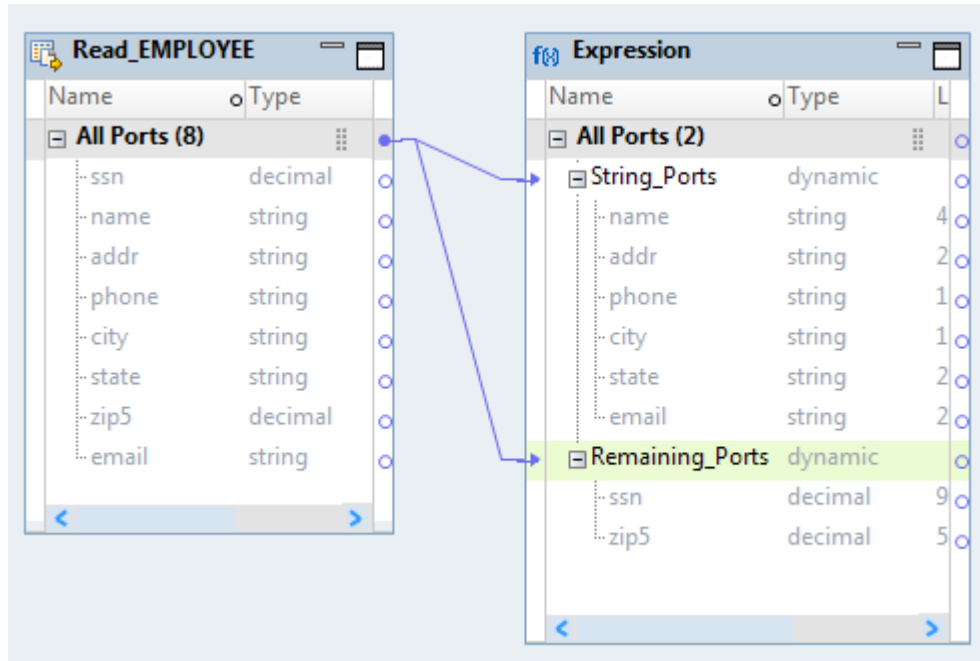 Read_EMPLOYEE
Name Type
All Ports (8)
ssn decimal
name string
addr string
phone string
city string
state string
zip5 decimal
email string
f(x) Expression
Name Type L
All Ports (2)
String_Ports dynamic
name string 4
addr string 2
phone string 1
city string 1
state string 2
email string 2
Remaining_Ports dynamic
ssn decimal 9
zip5 decimal 5